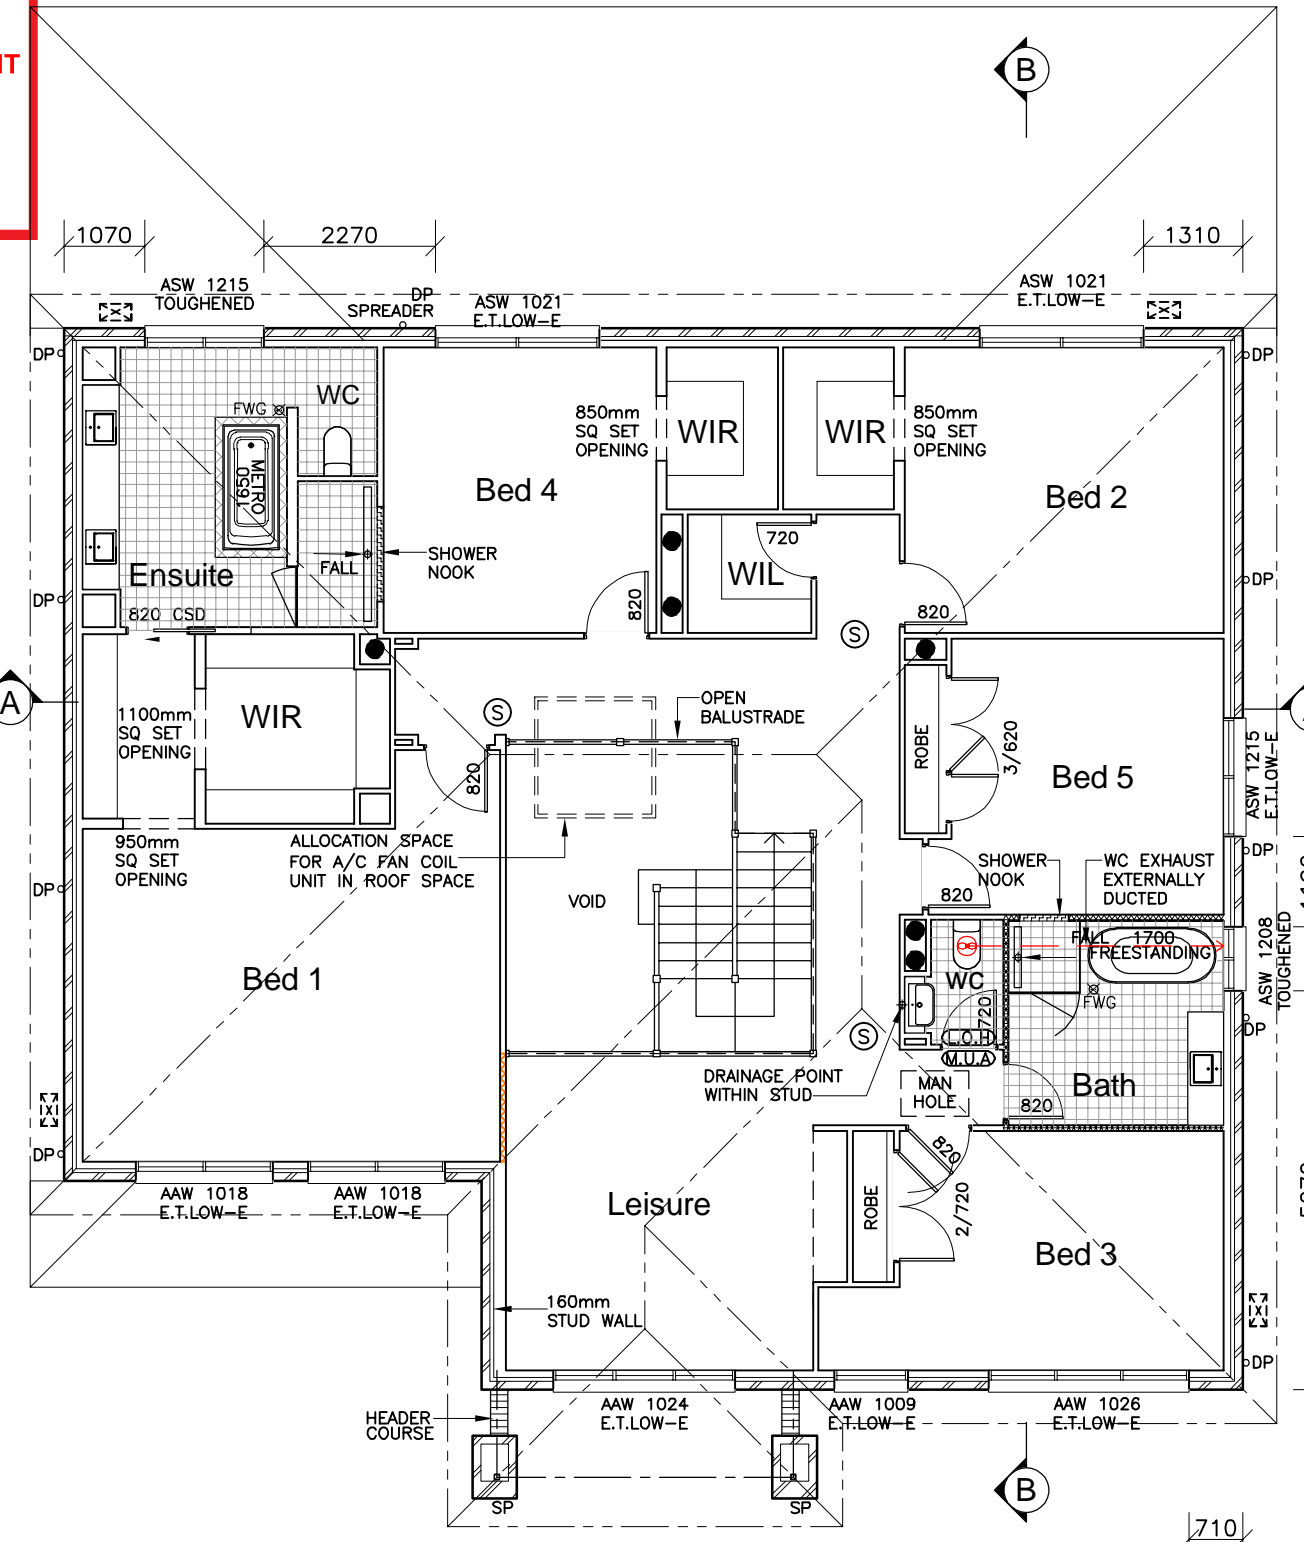 B
1070
2270
1310
ASW 1215
TOUGHENED
DP
SPREADER
ASW 1021
E.T.LOW-E
ASW 1021
E.T.LOW-E
X
X
DP
DP
WC
FWG
850mm
SQ SET
OPENING
WIR
WIR
850mm
SQ SET
OPENING
METRO
1650
Bed 4
Bed 2
720
SHOWER
NOOK
FALL
Ensuite
WIL
DP
DP
820 CSD
820
820
S
A
1100mm
SQ SET
OPENING
WIR
S
OPEN
BALUSTRADE
ROBE
3/620
Bed 5
ASW 1215
E.T.LOW-E
820
950mm
SQ SET
OPENING
ALLOCATION SPACE
FOR A/C FAN COIL
UNIT IN ROOF SPACE
DP
SHOWER
NOOK
WC EXHAUST
EXTERNALLY
DUCTED
DP
820
VOID
FALL
1700
FREESTANDING
ASW 1208
TOUGHENED
Bed 1
WC
FWG
720
DP
S
L.O.H
M.U.A
DRAINAGE POINT
WITHIN STUD
MAN
HOLE
Bath
820
X
DP
820
AAW 1018
E.T.LOW-E
AAW 1018
E.T.LOW-E
Leisure
ROBE
2/720
Bed 3
160mm
STUD WALL
X
DP
HEADER
COURSE
AAW 1024
E.T.LOW-E
AAW 1009
E.T.LOW-E
AAW 1026
E.T.LOW-E
SP
SP
B
710